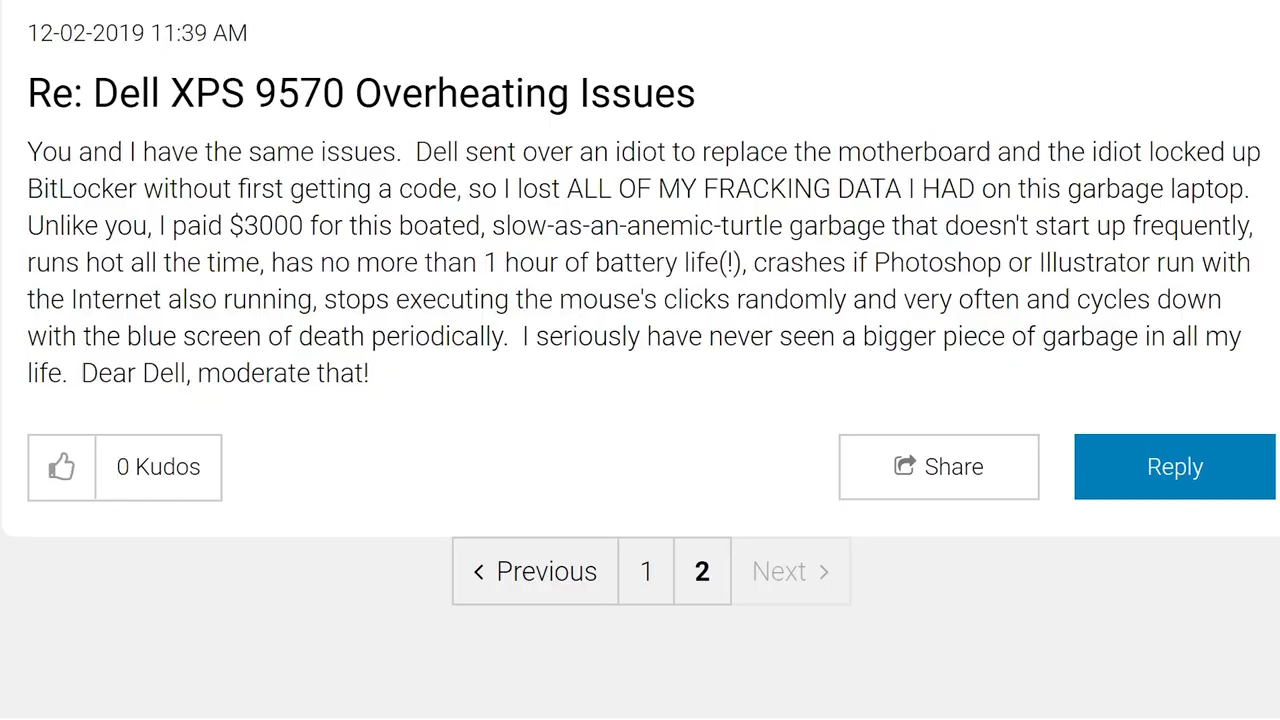 12-02-2019 11:39 AM
Re: Dell XPS 9570 Overheating Issues
You and I have the same issues.  Dell sent over an idiot to replace the motherboard and the idiot locked up
BitLocker without first getting a code, so I lost ALL OF MY FRACKING DATA I HAD on this garbage laptop.
Unlike you, I paid $3000 for this boated, slow-as-an-anemic-turtle garbage that doesn't start up frequently,
runs hot all the time, has no more than 1 hour of battery life(!), crashes if Photoshop or Illustrator run with
the Internet also running, stops executing the mouse's clicks randomly and very often and cycles down
with the blue screen of death periodically.  I seriously have never seen a bigger piece of garbage in all my
life.  Dear Dell, moderate that!
0 Kudos Share Reply
Previous 1 2 Next